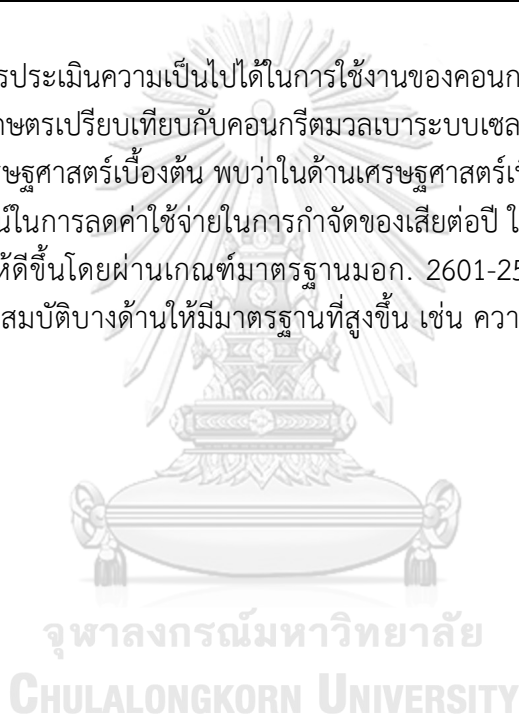 รประเมินความเป็นไปได้ในการใช้งานของคอนก
าษตรเปรียบเทียบกับคอนกรีตมวลเบาระบบเซล
รษฐศาสตร์เบื้องต้น พบว่าในด้านเศรษฐศาสตร์เ
น์ในการลดค่าใช้จ่ายในการกำจัดของเสียต่อปี ใ
ห้ดีขึ้นโดยผ่านเกณฑ์มาตรฐานมอก. 2601-25
สมบัติบางด้านให้มีมาตรฐานที่สูงขึ้น เช่น ความ
จุฬาลงกรณ์มหาวิทยาลัย
CHULALONGKORN UNIVERSITY